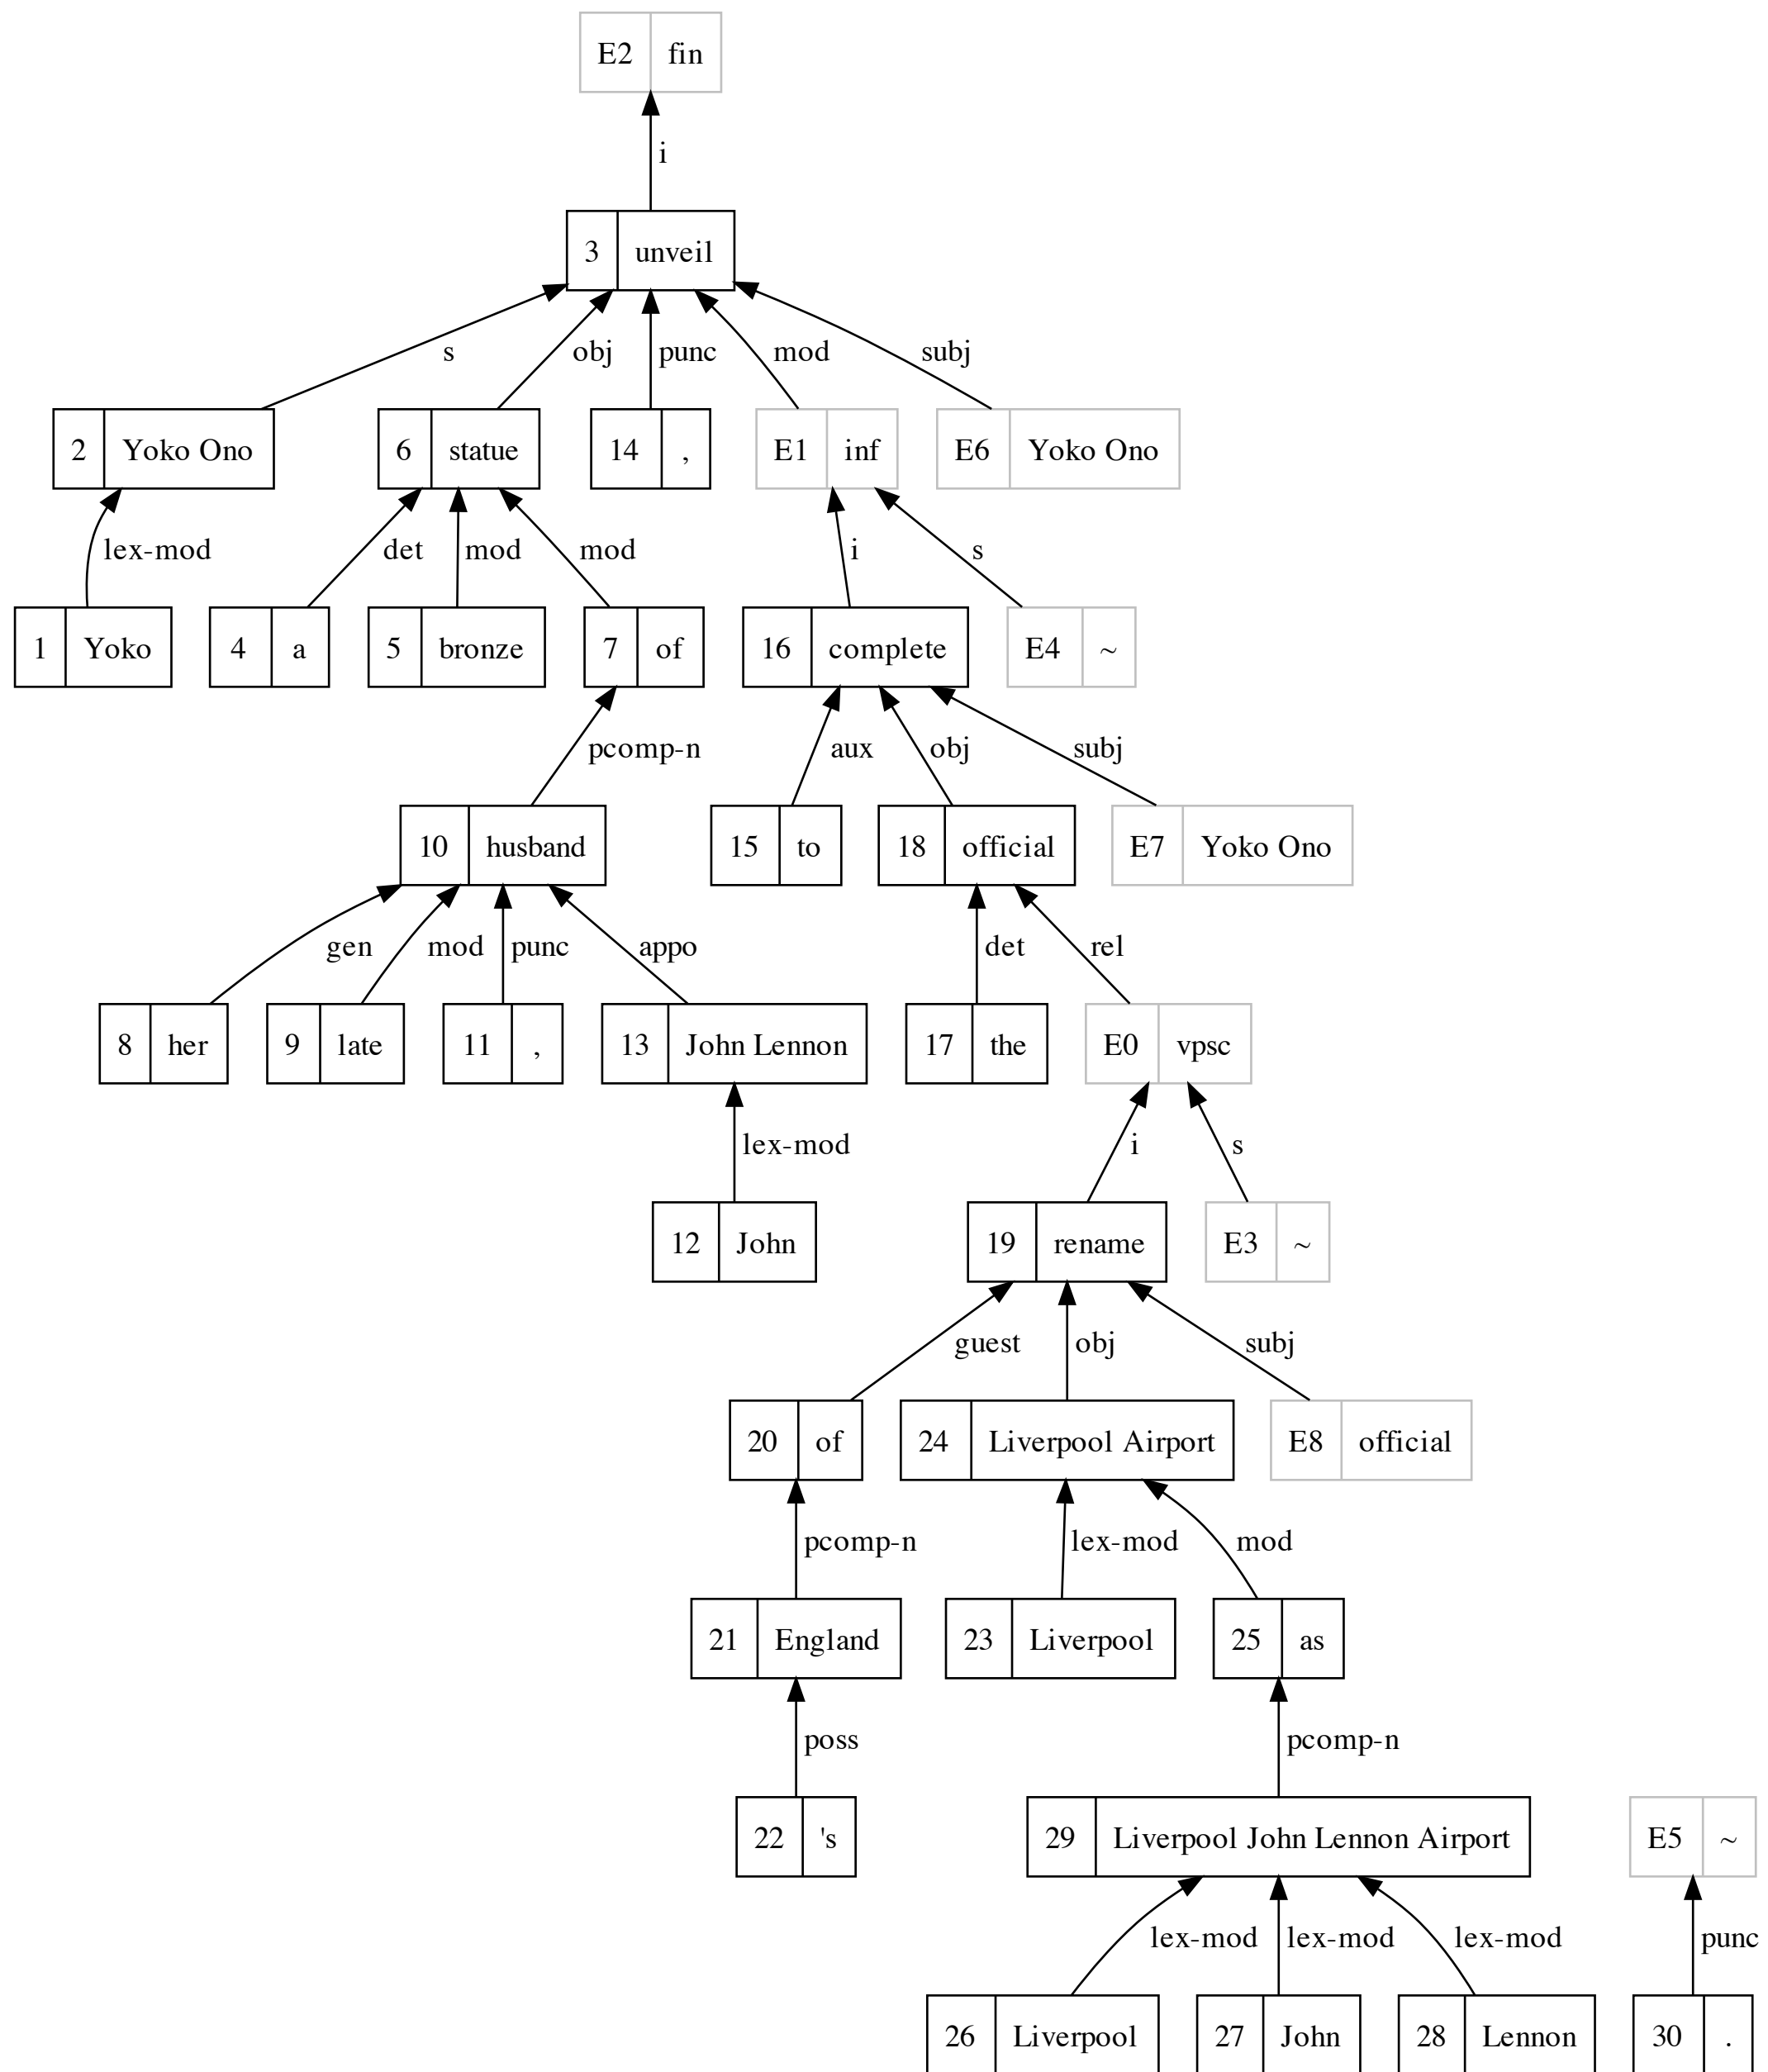 E2 fin
i
3 unveil
s obj punc mod subj
2 Yoko Ono 6 statue 14 , E1 inf E6 Yoko Ono
lex-mod det mod mod i s
1 Yoko 4 a 5 bronze 7 of 16 complete E4 ~
pcomp-n aux obj subj
10 husband 15 to 18 official E7 Yoko Ono
gen mod punc appo det rel
8 her 9 late 11 , 13 John Lennon 17 the E0 vpsc
lex-mod i s
12 John 19 rename E3 ~
guest obj subj
20 of 24 Liverpool Airport E8 official
pcomp-n lex-mod mod
21 England 23 Liverpool 25 as
poss pcomp-n
22 's 29 Liverpool John Lennon Airport E5 ~
lex-mod lex-mod lex-mod punc
26 Liverpool 27 John 28 Lennon 30 .